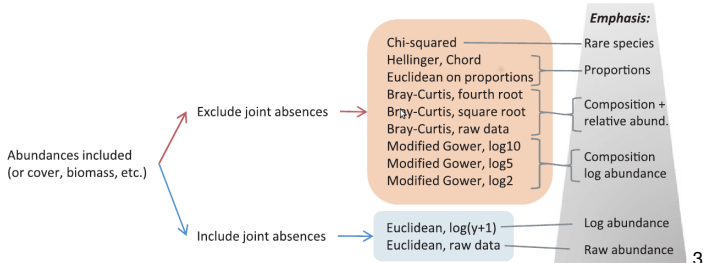 Emphasis:
Chi-squared
Rare species
Hellinger, Chord
Euclidean on proportions
Proportions
Bray-Curtis, fourth root
Bray-Curtis, square root
Bray-Curtis, raw data
Composition +
relative abund.
Exclude joint absences
Modified Gower, log10
Modified Gower, log5
Modified Gower, log2
Composition
log abundance
Abundances included
(or cover, biomass, etc.)
Include joint absences
Euclidean, log(y+1)
Log abundance
Euclidean, raw data
Raw abundance
3